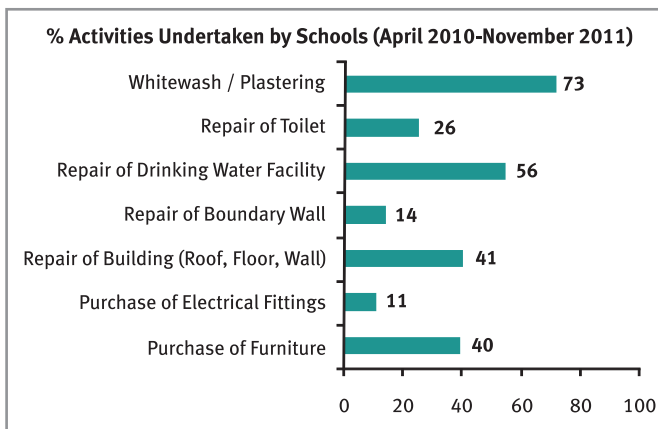 % Activities Undertaken by Schools (April 2010-November 2011)
Whitewash / Plastering 73
Repair of Toilet 26
Repair of Drinking Water Facility 56
Repair of Boundary Wall 14
Repair of Building (Roof, Floor, Wall) 41
Purchase of Electrical Fittings 11
Purchase of Furniture 40
0 20 40 60 80 100